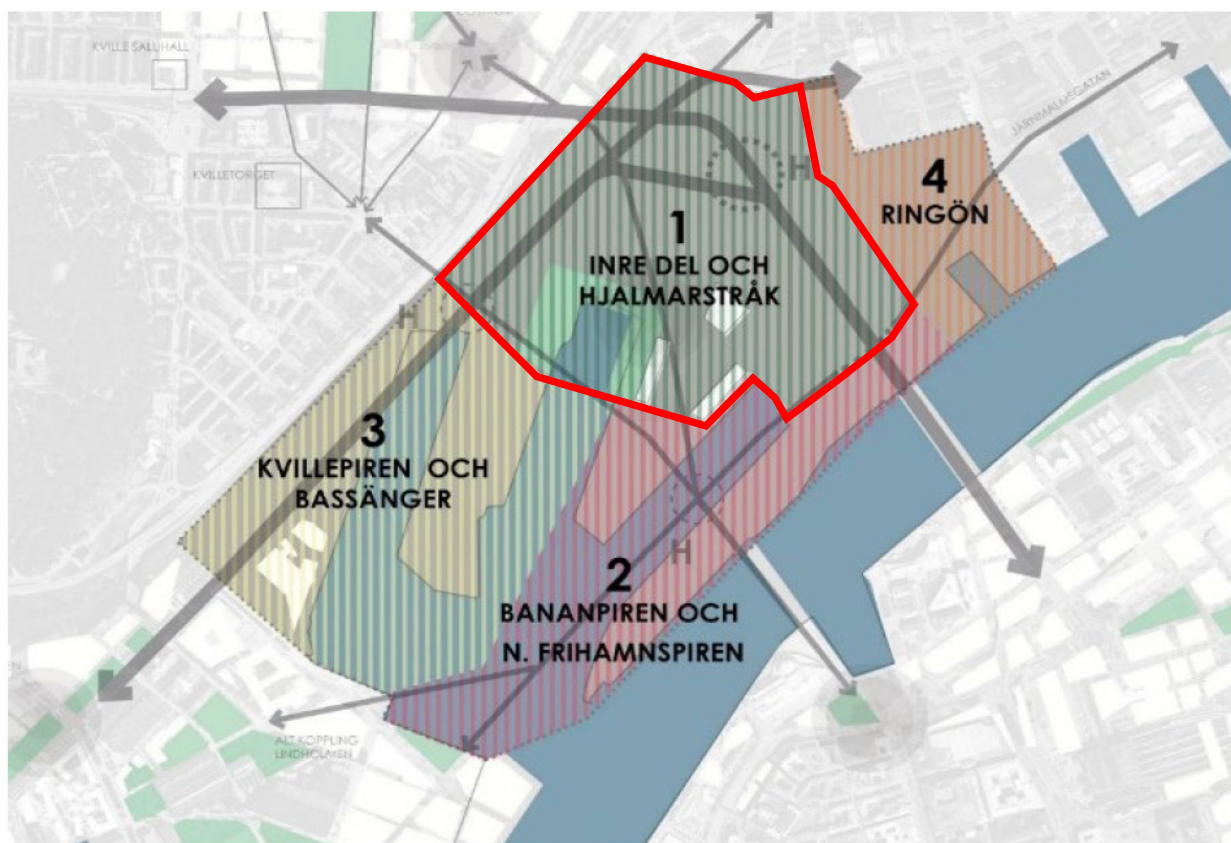 KVILLE SALUHALL
JÄRNMALMSGATAN
KVILLETORGET
H
4
RINGÖN
1
INRE DEL OCH
HJALMARSTRÅK
H
3
KVILLEPIREN OCH
BASSÄNGER
H
2
BANANPIREN OCH
N. FRIHAMNSPIREN
ALT KOPPLING
LINDHOLMEN